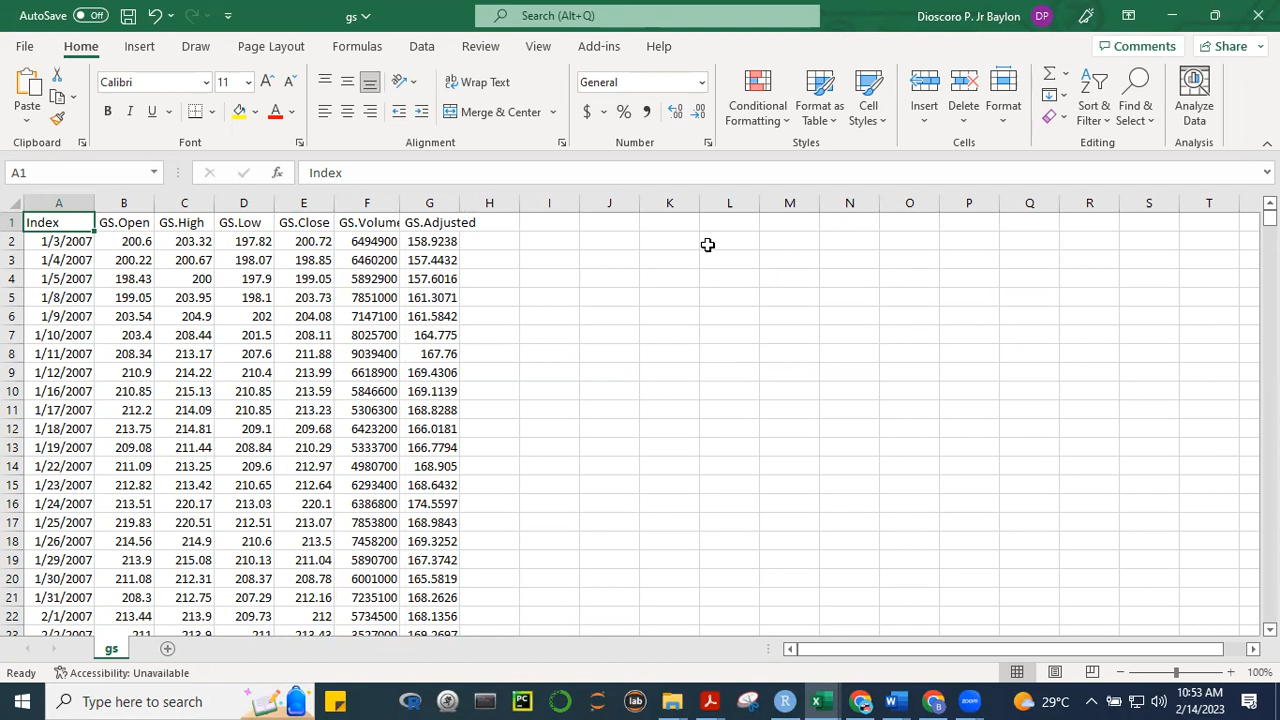 AutoSave Off gs Search (Alt+Q) Dioscoro P. Jr Baylon DP
File Home Insert Draw Page Layout Formulas Data Review View Add-ins Help Comments Share
Calibri 11 Wrap Text General
Paste B I U A Merge & Center $ % Conditional Formatting Format as Table Cell Styles Insert Delete Format Sort & Filter Find & Select Analyze Data
Clipboard Font Alignment Number Styles Cells Editing Analysis
A1 fx Index
A B C D E F G H I J K L M N O P Q R S T
1 Index GS.Open GS.High GS.Low GS.Close GS.Volume GS.Adjusted
2 1/3/2007 200.6 203.32 197.82 200.72 6494900 158.9238
3 1/4/2007 200.22 200.67 198.07 198.85 6460200 157.4432
4 1/5/2007 198.43 200 197.9 199.05 5892900 157.6016
5 1/8/2007 199.05 203.95 198.1 203.73 7851000 161.3071
6 1/9/2007 203.54 204.9 202 204.08 7147100 161.5842
7 1/10/2007 203.4 208.44 201.5 208.11 8025700 164.775
8 1/11/2007 208.34 213.17 207.6 211.88 9039400 167.76
9 1/12/2007 210.9 214.22 210.4 213.99 6618900 169.4306
10 1/16/2007 210.85 215.13 210.4 213.59 5846600 169.1139
11 1/17/2007 212.2 214.09 210.85 213.23 5306300 168.8288
12 1/18/2007 213.75 214.81 209.1 209.68 6423200 166.0181
13 1/19/2007 209.08 211.44 208.84 210.29 5333700 166.7794
14 1/22/2007 211.09 213.25 209.6 212.97 4980700 168.905
15 1/23/2007 212.82 213.42 210.65 212.64 6293400 168.6432
16 1/24/2007 213.51 220.17 213.03 220.1 6386800 174.5597
17 1/25/2007 219.83 220.51 212.51 213.07 7853800 168.9843
18 1/26/2007 214.56 214.9 210.6 213.5 7458200 169.3252
19 1/29/2007 213.9 215.08 210.13 211.04 5890700 167.3742
20 1/30/2007 211.08 212.31 208.37 208.78 6001000 165.5819
21 1/31/2007 208.3 212.75 207.29 212.16 7235100 168.2626
22 2/1/2007 213.44 213.9 209.73 212 5734500 168.1356
23 2/2/2007 211 213.9 211 213.43 3527000 169.2697
gs
Ready Accessibility: Unavailable 100%
Type here to search PC lab R W zoom 29°C 10:53 AM
2/14/2023